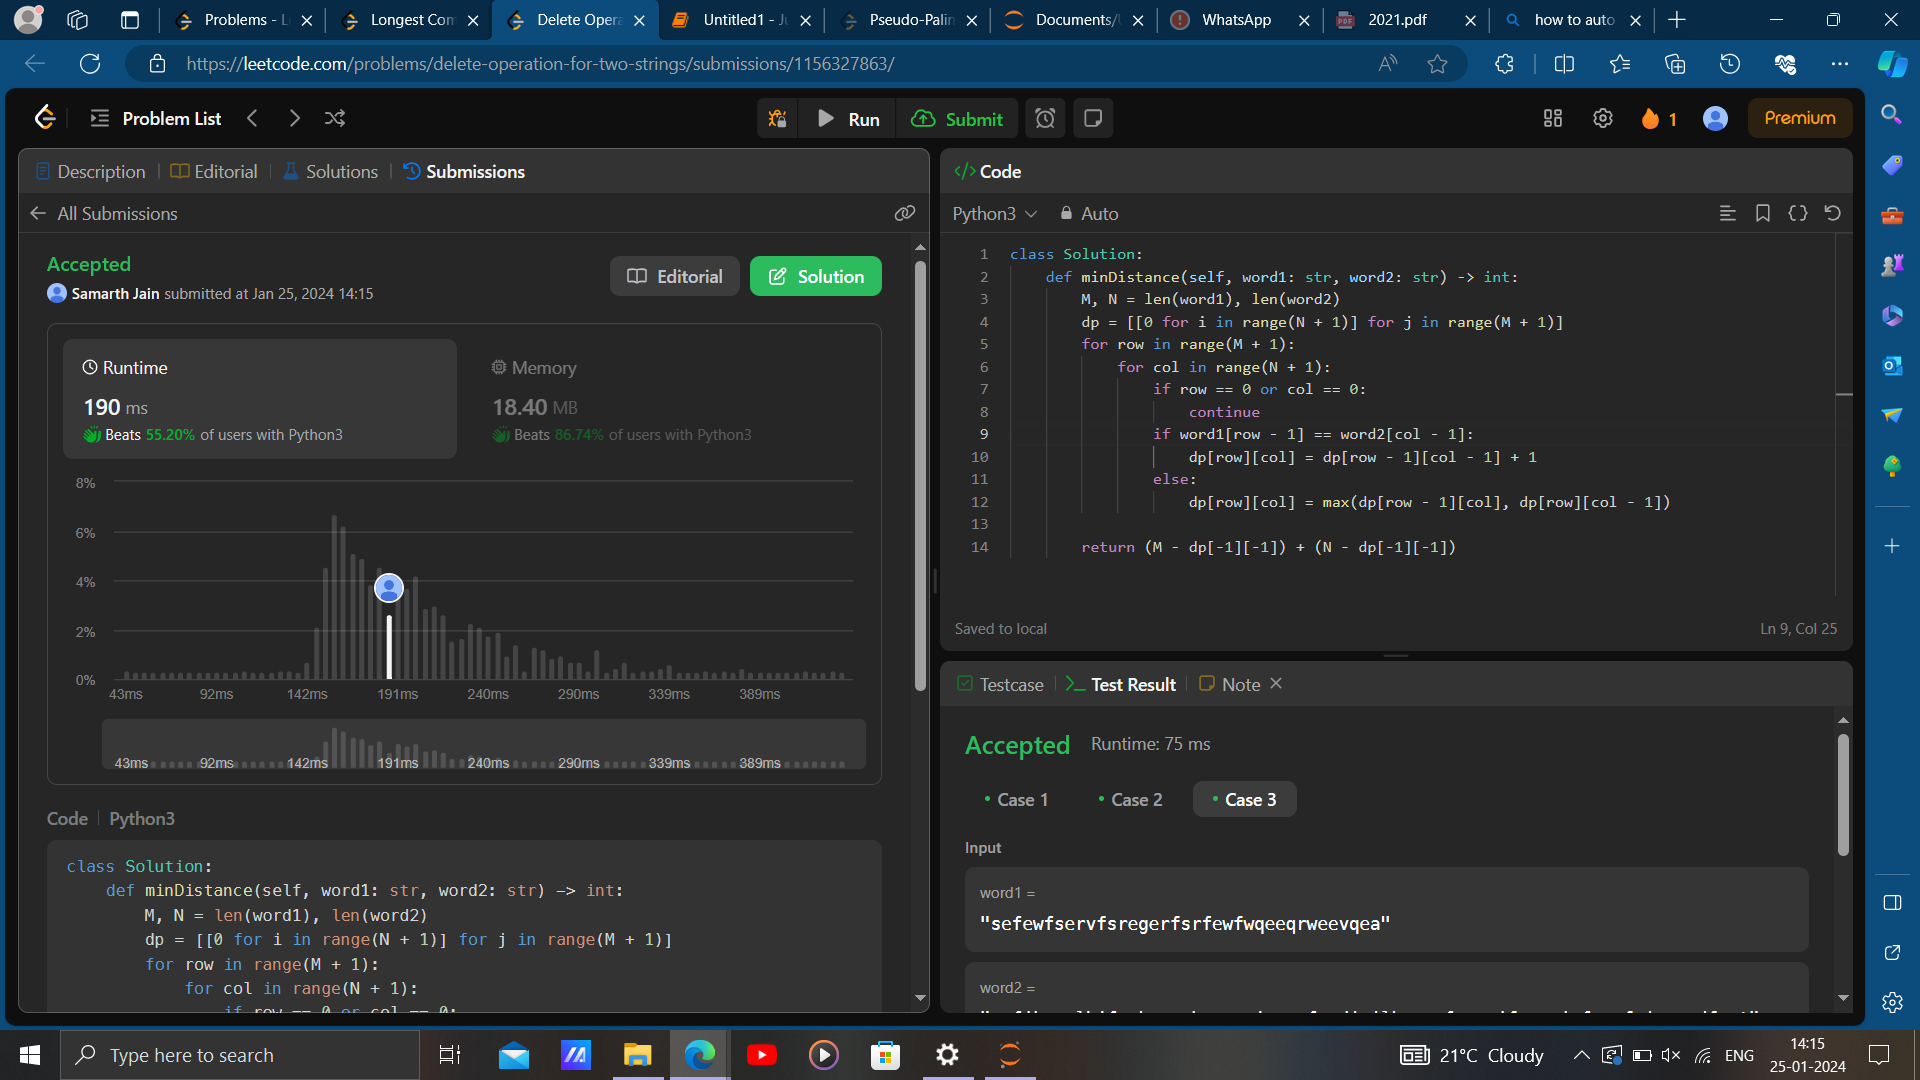 Problems - L
Longest Com
Delete Opera
Untitled1 - Ju
Pseudo-Palin
Documents/
WhatsApp
2021.pdf
how to auto
https://leetcode.com/problems/delete-operation-for-two-strings/submissions/1156327863/
Problem List
Run
Submit
1
Premium
Description
Editorial
Solutions
Submissions
All Submissions
Accepted
Samarth Jain submitted at Jan 25, 2024 14:15
Editorial
Solution
Runtime
190 ms
Beats 55.20% of users with Python3
Memory
18.40 MB
Beats 86.74% of users with Python3
8%
6%
4%
2%
0%
43ms 92ms 142ms 191ms 240ms 290ms 339ms 389ms
43ms 92ms 142ms 191ms 240ms 290ms 339ms 389ms
Code Python3
class Solution:
def minDistance(self, word1: str, word2: str) -> int:
M, N = len(word1), len(word2)
dp = [[0 for i in range(N + 1)] for j in range(M + 1)]
for row in range(M + 1):
for col in range(N + 1):
if row == 0 or col == 0:
</> Code
Python3
Auto
1 class Solution:
2 def minDistance(self, word1: str, word2: str) -> int:
3 M, N = len(word1), len(word2)
4 dp = [[0 for i in range(N + 1)] for j in range(M + 1)]
5 for row in range(M + 1):
6 for col in range(N + 1):
7 if row == 0 or col == 0:
8 continue
9 if word1[row - 1] == word2[col - 1]:
10 dp[row][col] = dp[row - 1][col - 1] + 1
11 else:
12 dp[row][col] = max(dp[row - 1][col], dp[row][col - 1])
13
14 return (M - dp[-1][-1]) + (N - dp[-1][-1])
Saved to local
Ln 9, Col 25
Testcase
Test Result
Note
Accepted Runtime: 75 ms
Case 1
Case 2
Case 3
Input
word1 =
"sefewfservfsregerfsrfewfwqeeqrweevqea"
word2 =
Type here to search
21°C Cloudy
ENG
14:15
25-01-2024